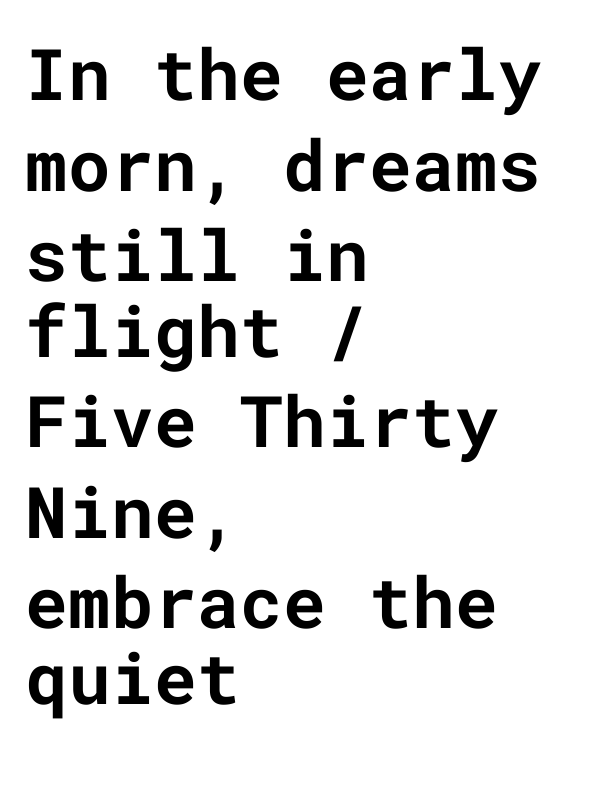 In the early
morn, dreams
still in
flight /
Five Thirty
Nine,
embrace the
quiet